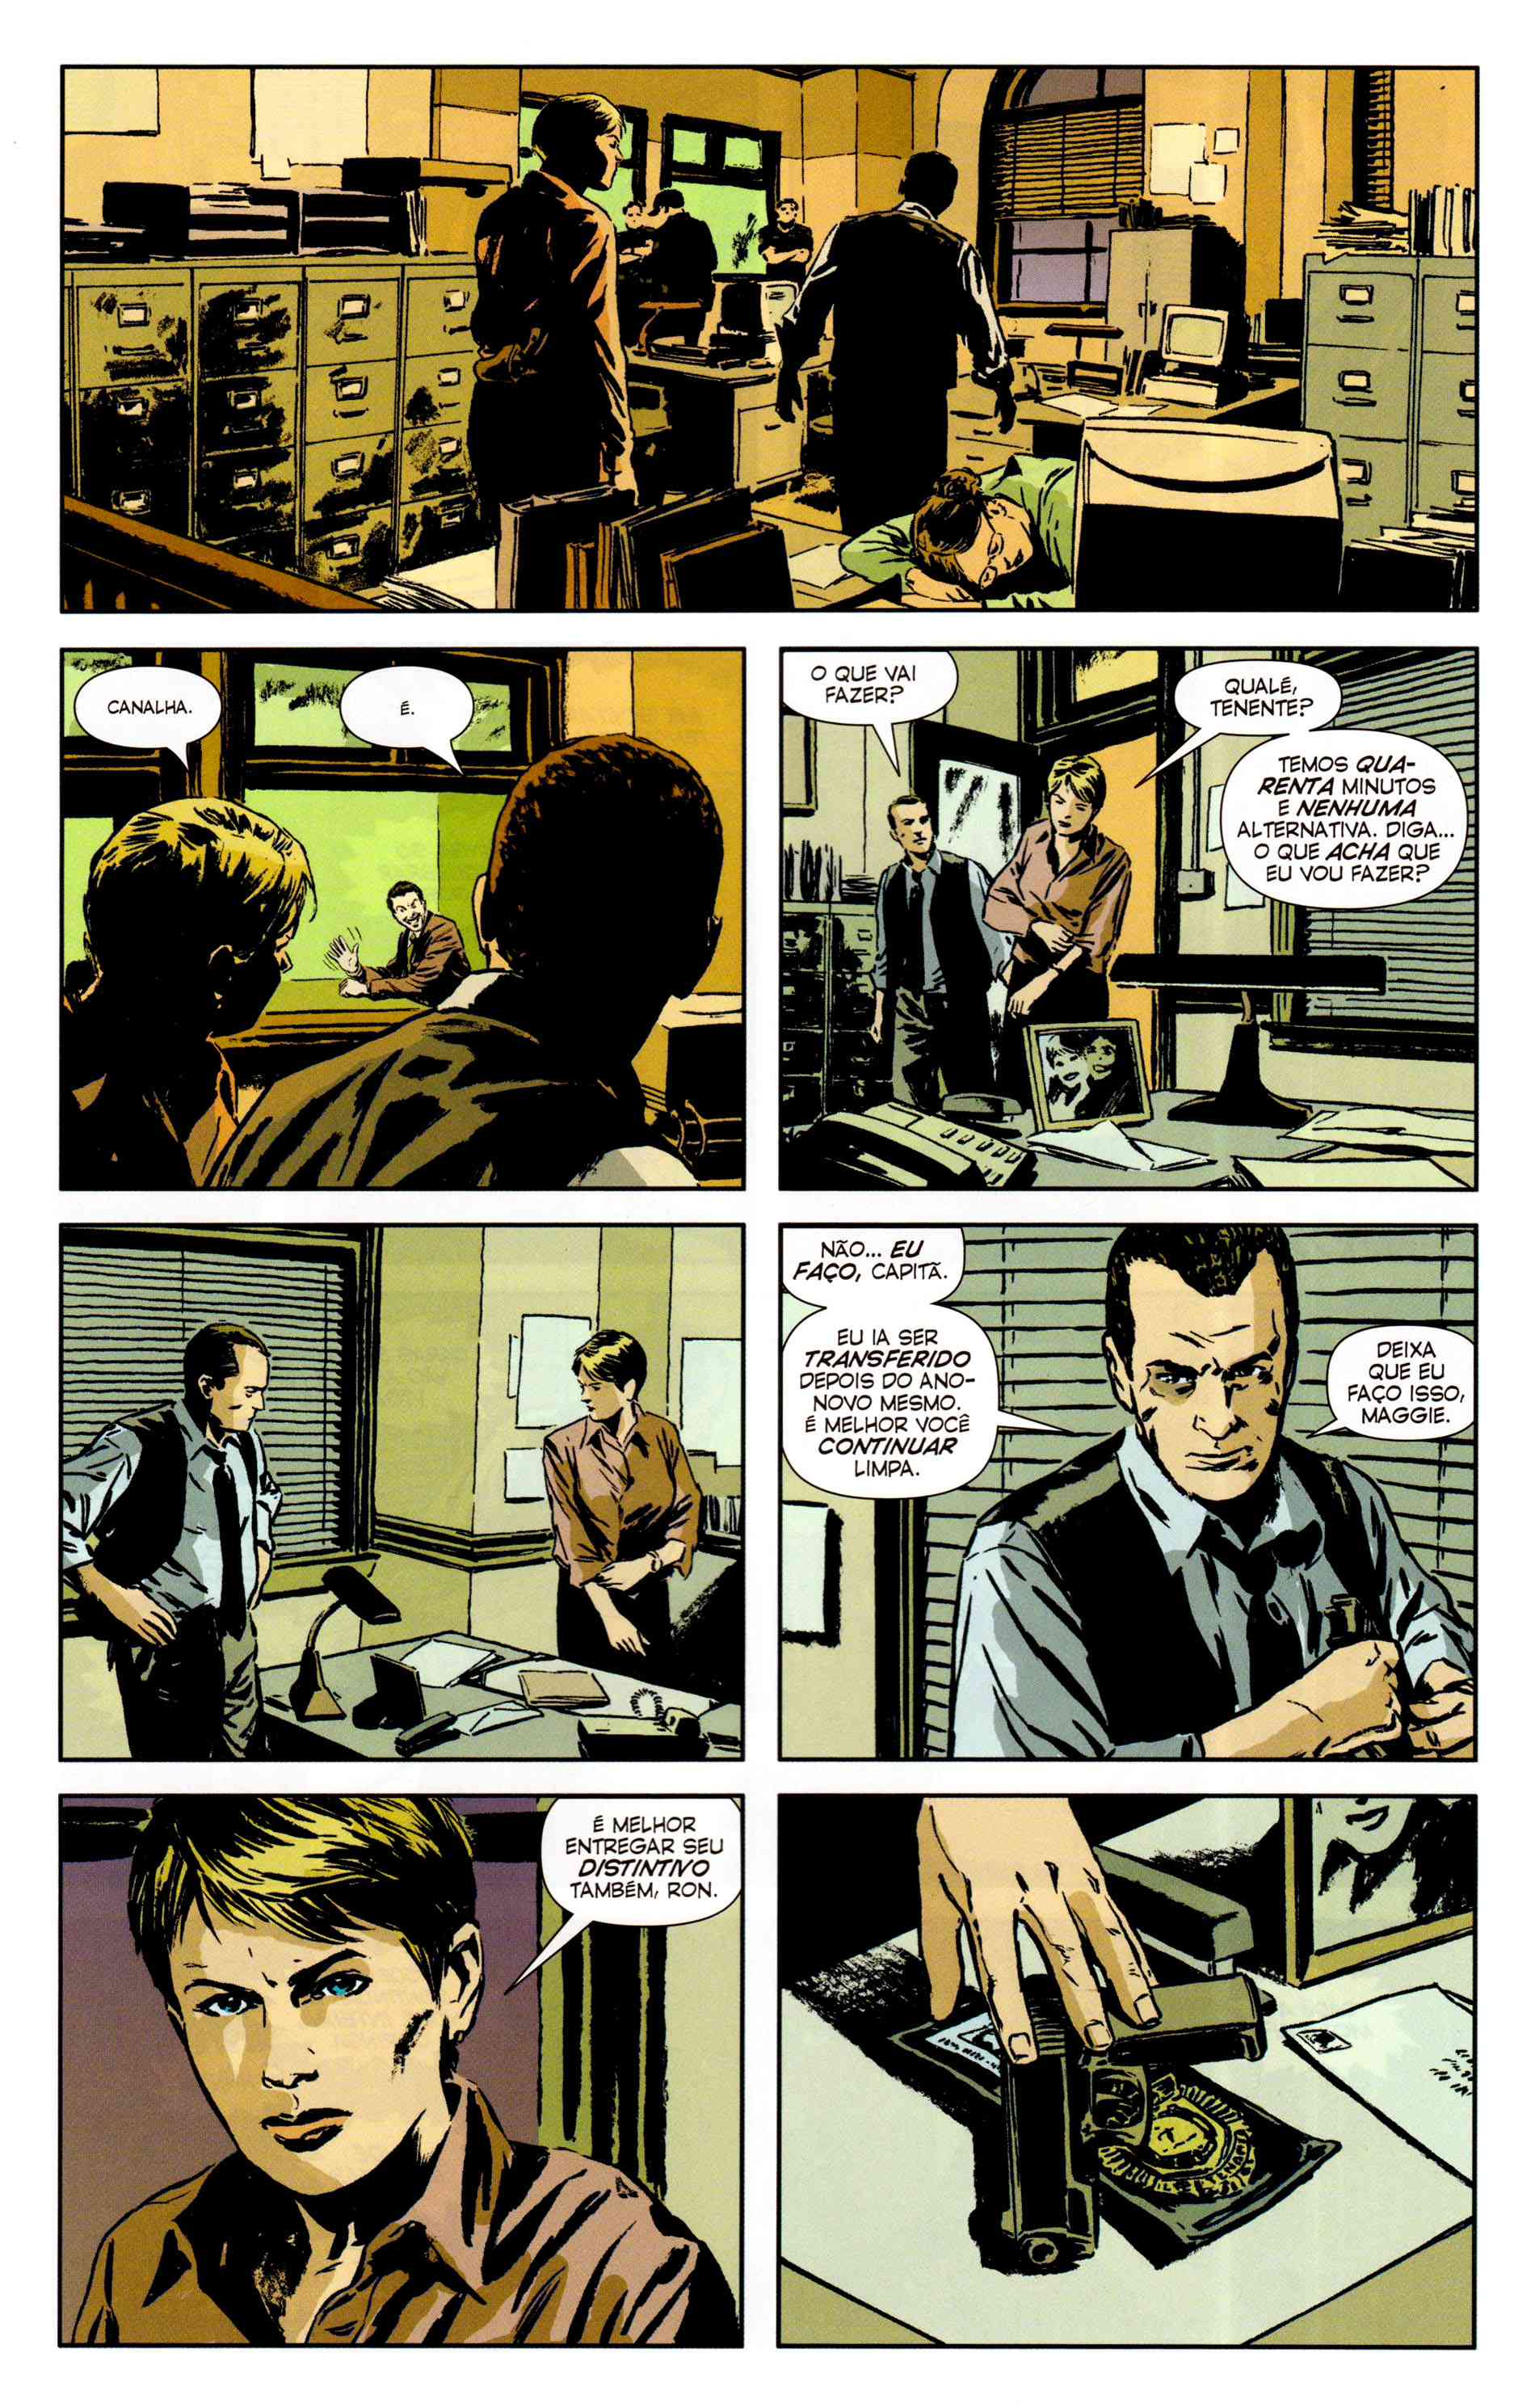 CANALHA.
É.
O QUE VAI
FAZER?
QUALÉ,
TENENTE?
TEMOS QUA-
RENTA MINUTOS
E NENHUMA
ALTERNATIVA. DIGA...
O QUE ACHA QUE
EU VOU FAZER?
NÃO... EU
FAÇO, CAPITÃ.
EU IA SER
TRANSFERIDO
DEPOIS DO ANO-
NOVO MESMO.
É MELHOR VOCÊ
CONTINUAR
LIMPA.
DEIXA
QUE EU
FAÇO ISSO,
MAGGIE.
É MELHOR
ENTREGAR SEU
DISTINTIVO
TAMBÉM, RON.